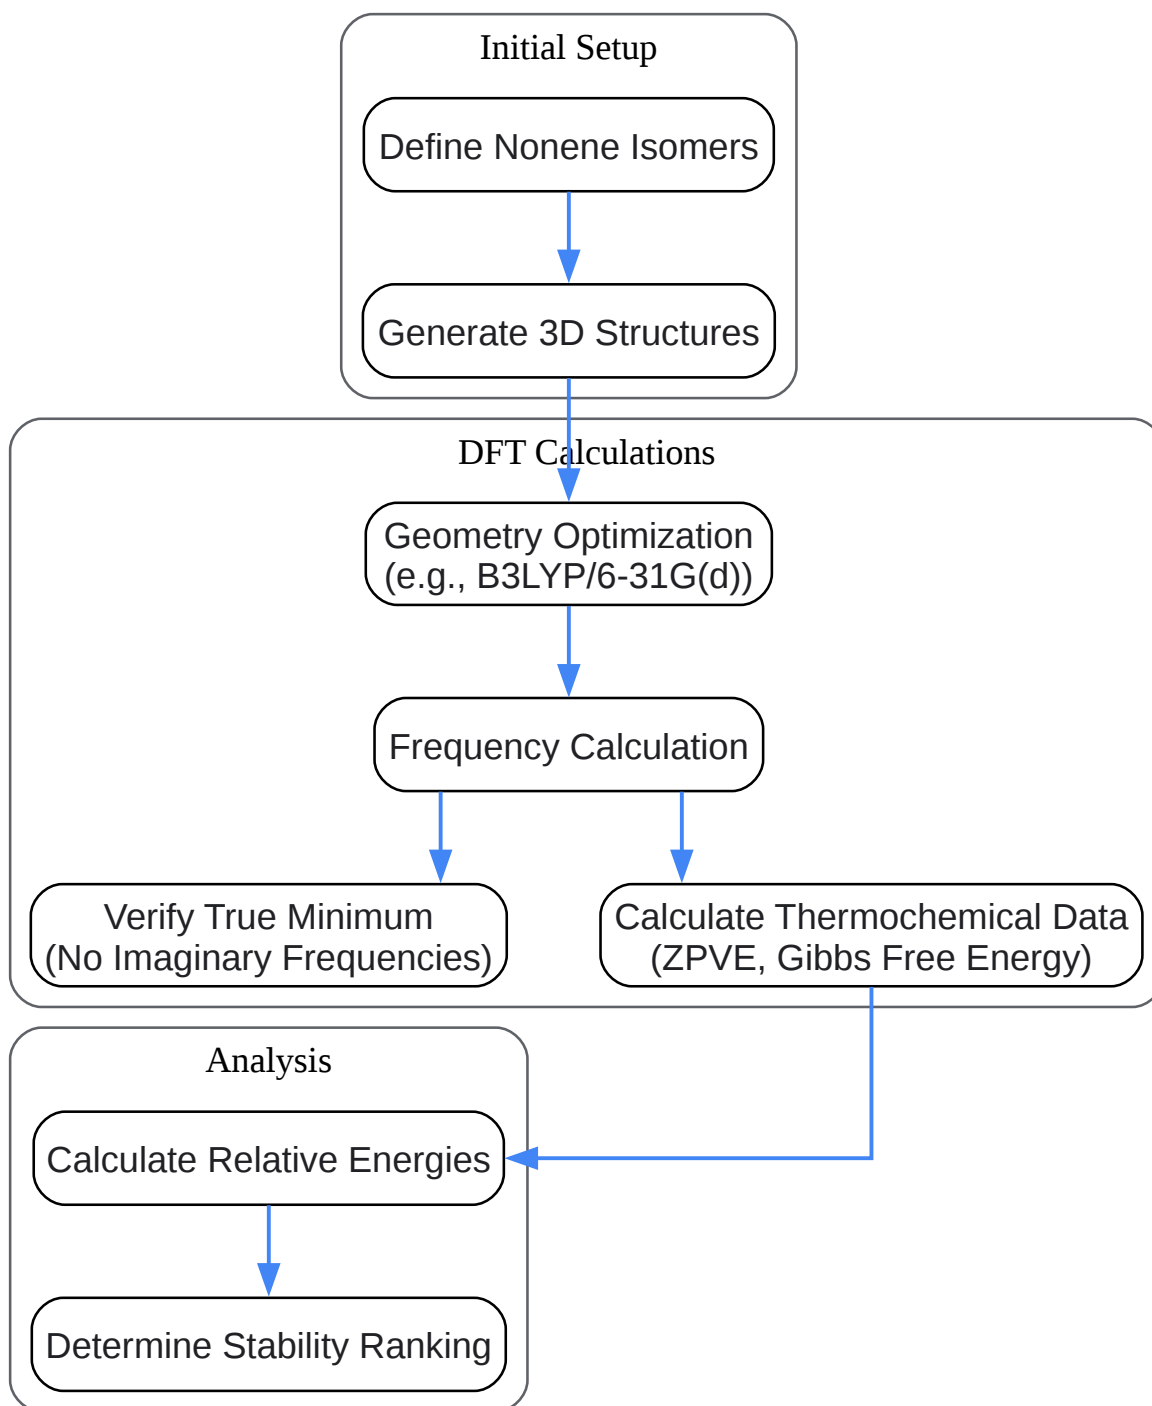 Initial Setup
Define Nonene Isomers
Generate 3D Structures
DFT Calculations
Geometry Optimization
(e.g., B3LYP/6-31G(d))
Frequency Calculation
Verify True Minimum
(No Imaginary Frequencies)
Calculate Thermochemical Data
(ZPVE, Gibbs Free Energy)
Analysis
Calculate Relative Energies
Determine Stability Ranking